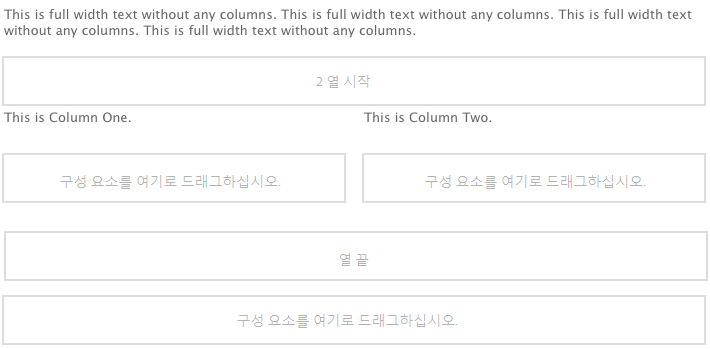 This is full width text without any columns. This is full width text without any columns. This is full width text
without any columns. This is full width text without any columns.
2 열 시작
This is Column One.
This is Column Two.
구성 요소를 여기로 드래그하십시오.
구성 요소를 여기로 드래그하십시오.
열 끝
구성 요소를 여기로 드래그하십시오.